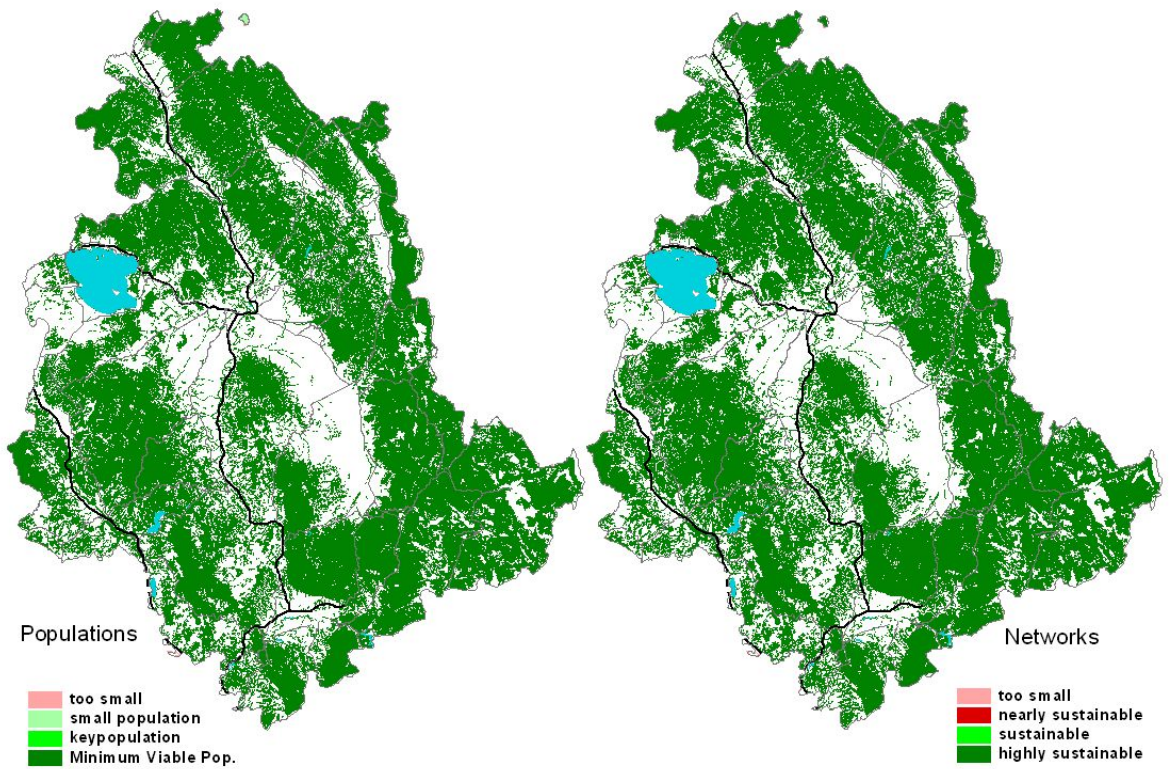 Populations
too small
small population
keypopulation
Minimum Viable Pop.
Networks
too small
nearly sustainable
sustainable
highly sustainable